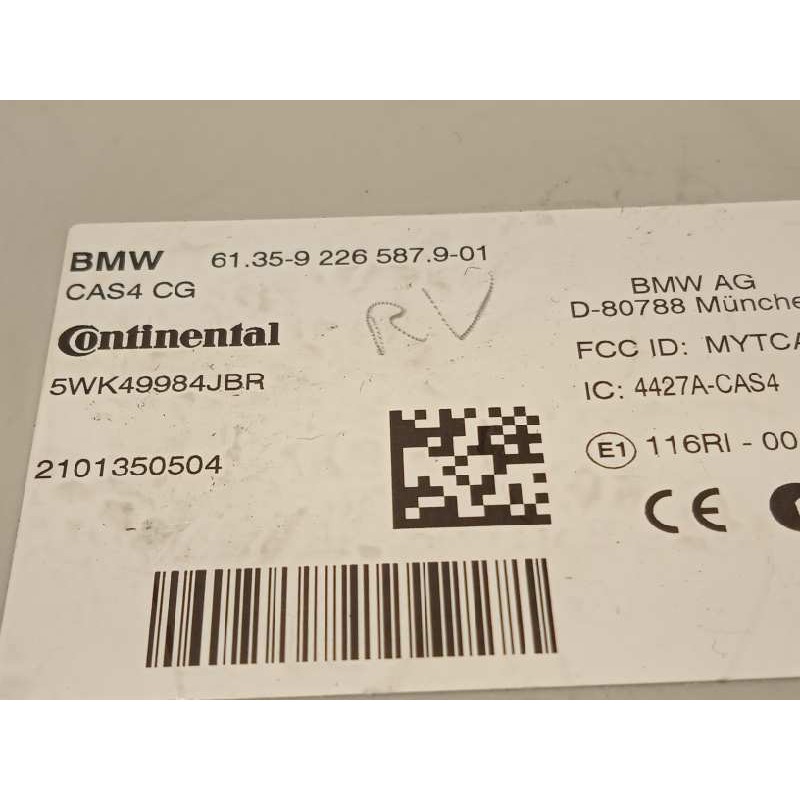 BMW 61.35-9 226 587.9-01
CAS4 CG
Continental
5WK49984JBR
2101350504
RV
BMW AG
D-80788 Münche
FCC ID: MYTCA
IC: 4427A-CAS4
E1 116RI - 00
CE